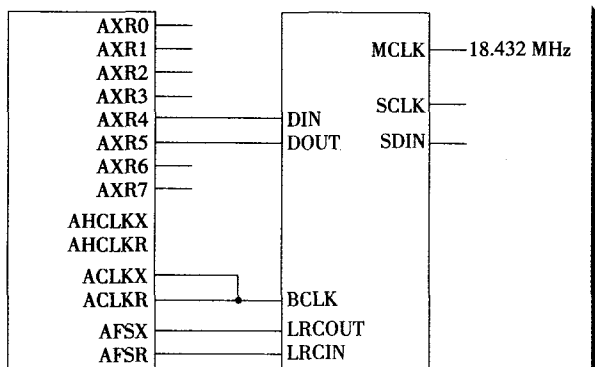 AXR0
AXR1
AXR2
AXR3
AXR4
AXR5
AXR6
AXR7
AHCLKX
AHCLKR
ACLKX
ACLKR
AFSX
AFSR
DIN
DOUT
BCLK
LRCOUT
LRCIN
MCLK
18.432 MHz
SCLK
SDIN